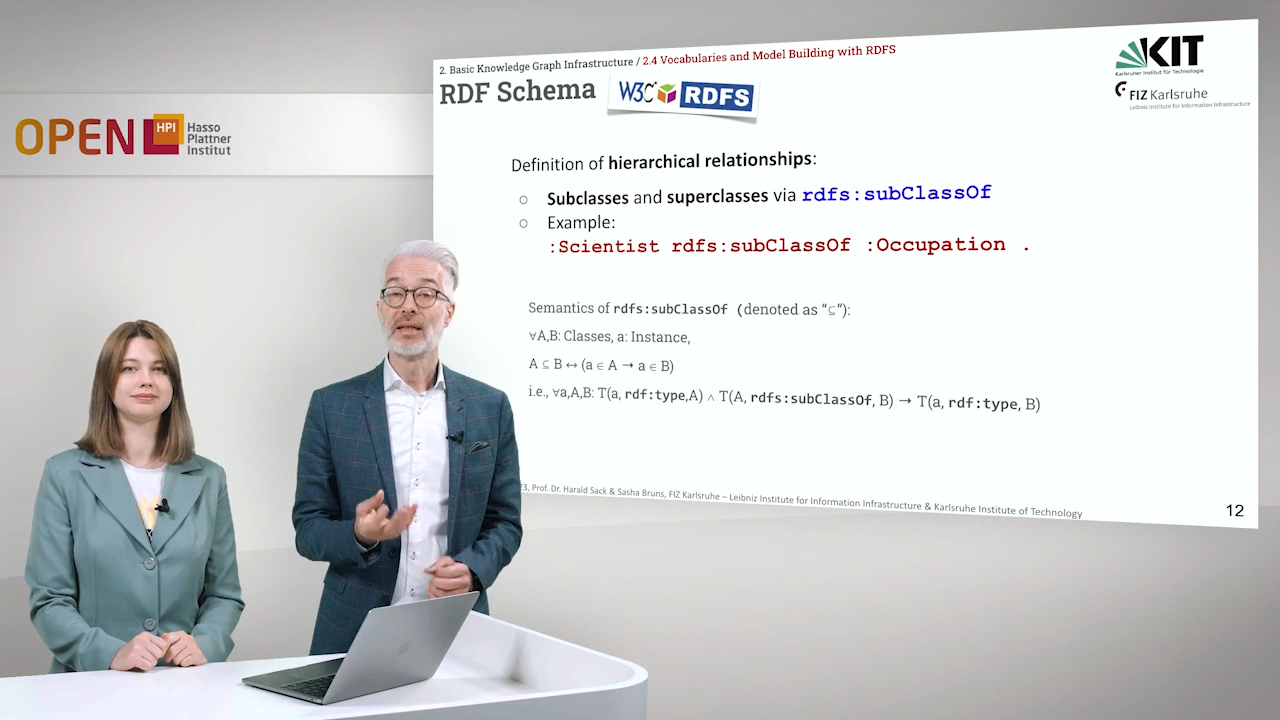 2. Basic Knowledge Graph Infrastructure / 2.4 Vocabularies and Model Building with RDFS
RDF Schema
W3C RDFS
KIT
Karlsruher Institut für Technologie
FIZ Karlsruhe
Leibniz Institute for Information Infrastructure
OPEN HPI Hasso
Plattner
Institut
Definition of hierarchical relationships:
○ Subclasses and superclasses via rdfs:subClassOf
○ Example:
:Scientist rdfs:subClassOf :Occupation .
Semantics of rdfs:subClassOf (denoted as “⊆”):
∀A,B: Classes, a: Instance,
A ⊆ B ↔ (a ∈ A → a ∈ B)
i.e., ∀a,A,B: T(a, rdf:type,A) ∧ T(A, rdfs:subClassOf, B) → T(a, rdf:type, B)
23, Prof. Dr. Harald Sack & Sasha Bruns, FIZ Karlsruhe – Leibniz Institute for Information Infrastructure & Karlsruhe Institute of Technology
12